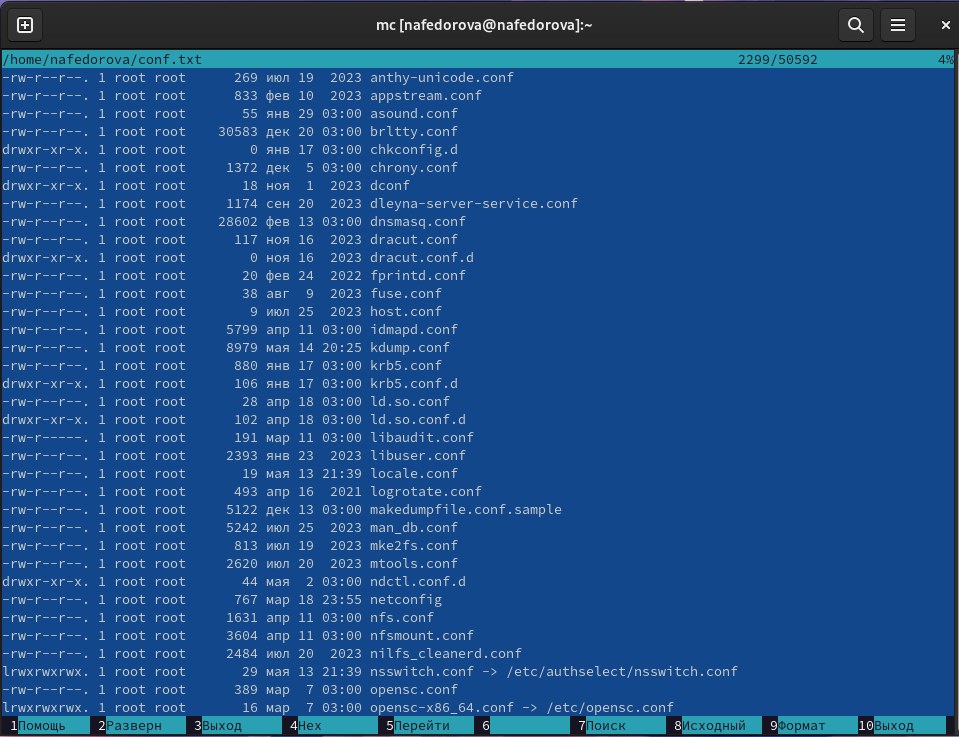 mc [nafedorova@nafedorova]:~
/home/nafedorova/conf.txt 2299/50592 4%
-rw-r--r--. 1 root root 269 июл 19 2023 anthy-unicode.conf
-rw-r--r--. 1 root root 833 фев 10 2023 appstream.conf
-rw-r--r--. 1 root root 55 янв 29 03:00 asound.conf
-rw-r--r--. 1 root root 30583 дек 20 03:00 brltty.conf
drwxr-xr-x. 1 root root 0 янв 17 03:00 chkconfig.d
-rw-r--r--. 1 root root 1372 дек 5 03:00 chrony.conf
drwxr-xr-x. 1 root root 18 ноя 1 2023 dconf
-rw-r--r--. 1 root root 1174 сен 20 2023 dleyna-server-service.conf
-rw-r--r--. 1 root root 28602 фев 13 03:00 dnsmasq.conf
-rw-r--r--. 1 root root 117 ноя 16 2023 dracut.conf
drwxr-xr-x. 1 root root 0 ноя 16 2023 dracut.conf.d
-rw-r--r--. 1 root root 20 фев 24 2022 fprintd.conf
-rw-r--r--. 1 root root 38 авг 9 2023 fuse.conf
-rw-r--r--. 1 root root 9 июл 25 2023 host.conf
-rw-r--r--. 1 root root 5799 апр 11 03:00 idmapd.conf
-rw-r--r--. 1 root root 8979 мая 14 20:25 kdump.conf
-rw-r--r--. 1 root root 880 янв 17 03:00 krb5.conf
drwxr-xr-x. 1 root root 106 янв 17 03:00 krb5.conf.d
-rw-r--r--. 1 root root 28 апр 18 03:00 ld.so.conf
drwxr-xr-x. 1 root root 102 апр 18 03:00 ld.so.conf.d
-rw-r-----. 1 root root 191 мар 11 03:00 libaudit.conf
-rw-r--r--. 1 root root 2393 янв 23 2023 libuser.conf
-rw-r--r--. 1 root root 19 мая 13 21:39 locale.conf
-rw-r--r--. 1 root root 493 апр 16 2021 logrotate.conf
-rw-r--r--. 1 root root 5122 дек 13 03:00 makedumpfile.conf.sample
-rw-r--r--. 1 root root 5242 июл 25 2023 man_db.conf
-rw-r--r--. 1 root root 813 июл 19 2023 mke2fs.conf
-rw-r--r--. 1 root root 2620 июл 20 2023 mtools.conf
drwxr-xr-x. 1 root root 44 мая 2 03:00 ndctl.conf.d
-rw-r--r--. 1 root root 767 мар 18 23:55 netconfig
-rw-r--r--. 1 root root 1631 апр 11 03:00 nfs.conf
-rw-r--r--. 1 root root 3604 апр 11 03:00 nfsmount.conf
-rw-r--r--. 1 root root 2484 июл 20 2023 nilfs_cleanerd.conf
lrwxrwxrwx. 1 root root 29 мая 13 21:39 nsswitch.conf -> /etc/authselect/nsswitch.conf
-rw-r--r--. 1 root root 389 мар 7 03:00 opensc.conf
lrwxrwxrwx. 1 root root 16 мар 7 03:00 opensc-x86_64.conf -> /etc/opensc.conf
1Помощь 2Разверн 3Выход 4Hex 5Перейти 6 7Поиск 8Исходный 9Формат 10Выход